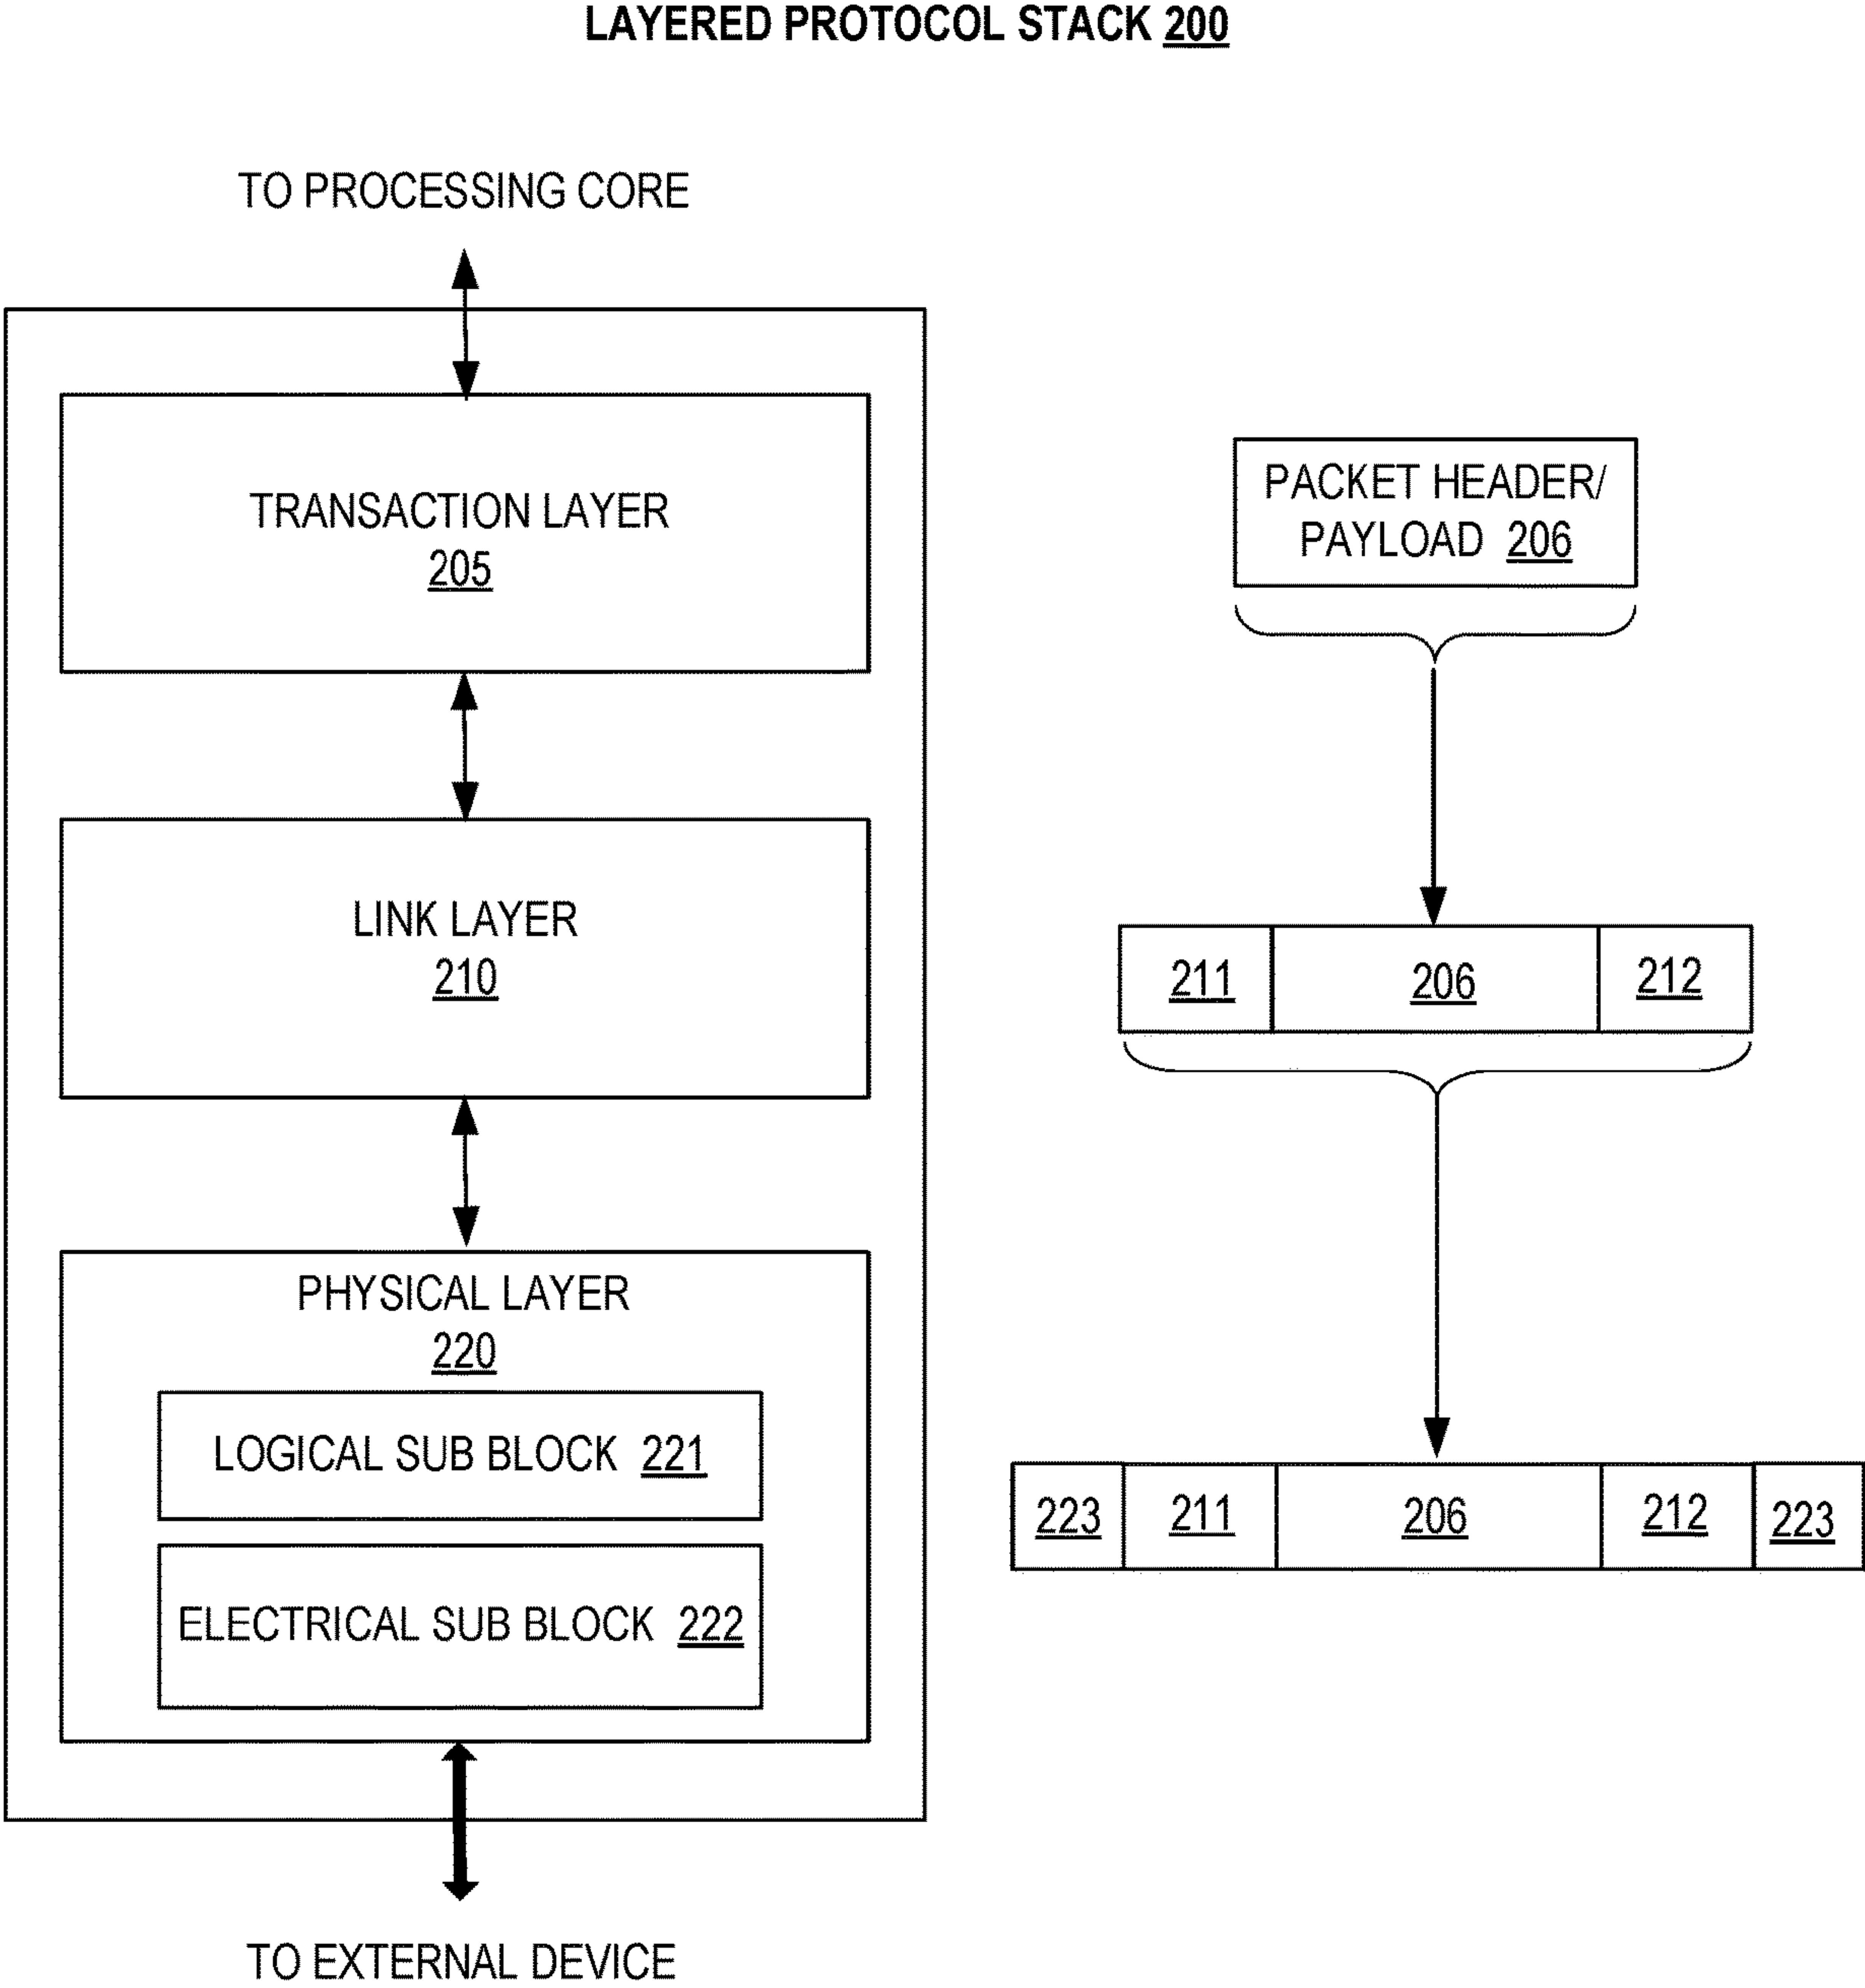 LAYERED PROTOCOL STACK 200
TO PROCESSING CORE
TRANSACTION LAYER
205
PACKET HEADER/
PAYLOAD 206
LINK LAYER
210
211 206 212
PHYSICAL LAYER
220
LOGICAL SUB BLOCK 221
ELECTRICAL SUB BLOCK 222
223 211 206 212 223
TO EXTERNAL DEVICE